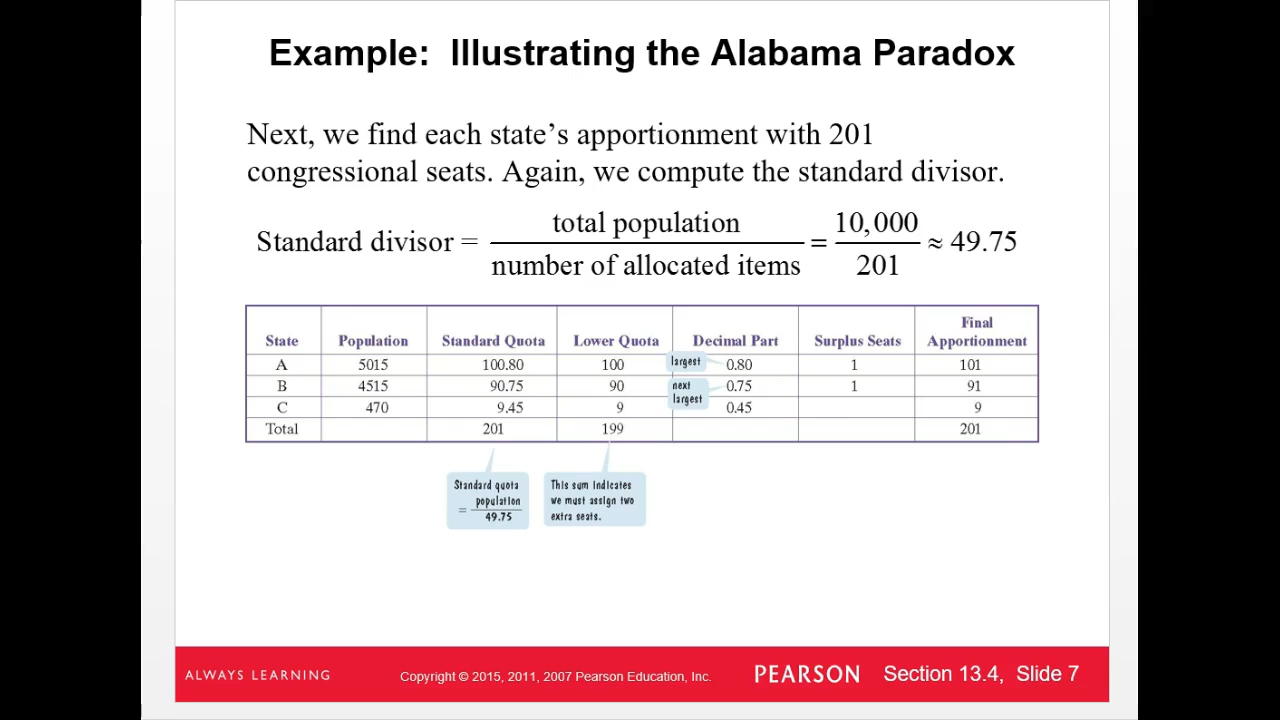 Example: Illustrating the Alabama Paradox
Next, we find each state's apportionment with 201
congressional seats. Again, we compute the standard divisor.
Standard divisor = total population / number of allocated items = 10,000 / 201 ≈ 49.75
State Population Standard Quota Lower Quota Decimal Part Surplus Seats Final Apportionment
A 5015 100.80 100 largest 0.80 1 101
B 4515 90.75 90 next largest 0.75 1 91
C 470 9.45 9 0.45 9
Total 201 199 201
Standard quota
= population / 49.75
This sum indicates
we must assign two
extra seats.
ALWAYS LEARNING
Copyright © 2015, 2011, 2007 Pearson Education, Inc.
PEARSON
Section 13.4, Slide 7